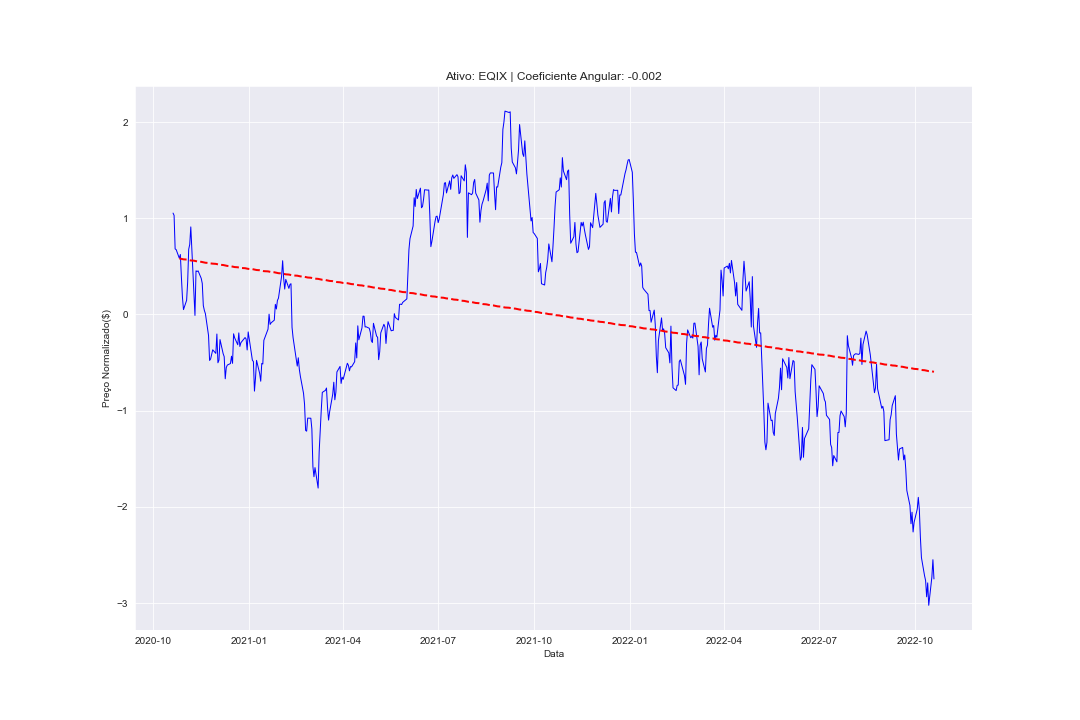 Ativo: EQIX | Coeficiente Angular: -0.002
2
1
0
−1
−2
−3
Preço Normalizado($)
2020-10 2021-01 2021-04 2021-07 2021-10 2022-01 2022-04 2022-07 2022-10
Data